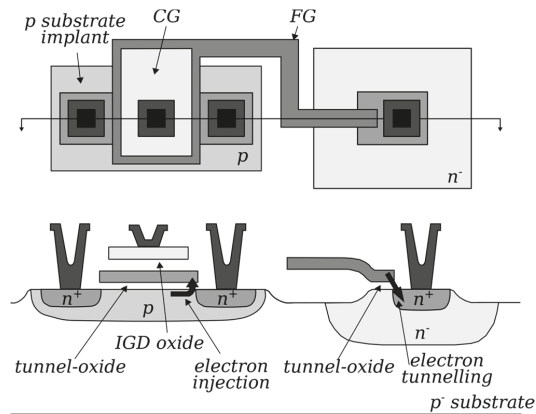 p substrate
implant
CG
FG
p
n-
n+
n+
n+
p
n-
IGD oxide
tunnel-oxide
electron
injection
tunnel-oxide
electron
tunnelling
p- substrate